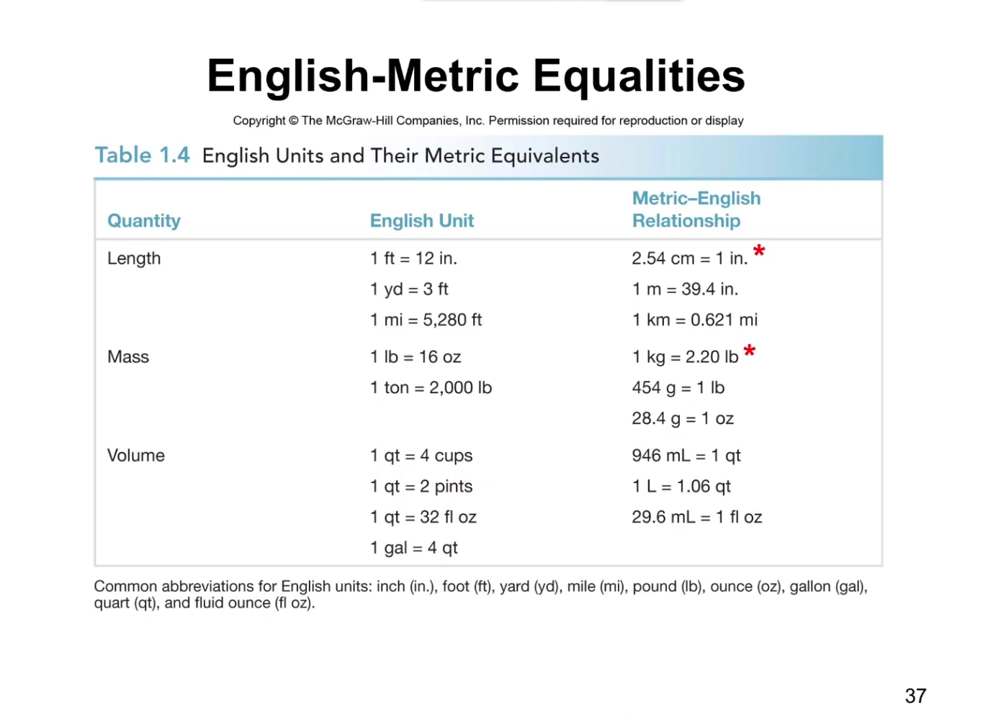 English-Metric Equalities
Copyright © The McGraw-Hill Companies, Inc. Permission required for reproduction or display
Table 1.4 English Units and Their Metric Equivalents
Quantity English Unit Metric–English Relationship
Length 1 ft = 12 in. 2.54 cm = 1 in. *
1 yd = 3 ft 1 m = 39.4 in.
1 mi = 5,280 ft 1 km = 0.621 mi
Mass 1 lb = 16 oz 1 kg = 2.20 lb *
1 ton = 2,000 lb 454 g = 1 lb
28.4 g = 1 oz
Volume 1 qt = 4 cups 946 mL = 1 qt
1 qt = 2 pints 1 L = 1.06 qt
1 qt = 32 fl oz 29.6 mL = 1 fl oz
1 gal = 4 qt
Common abbreviations for English units: inch (in.), foot (ft), yard (yd), mile (mi), pound (lb), ounce (oz), gallon (gal),
quart (qt), and fluid ounce (fl oz).
37